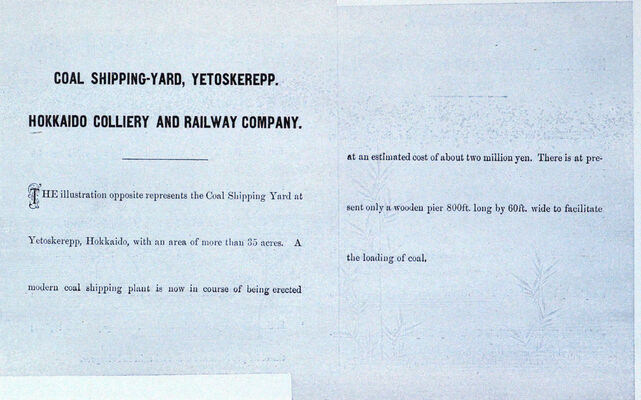 COAL SHIPPING-YARD, YETOSKEREPP.
HOKKAIDO COLLIERY AND RAILWAY COMPANY.
THE illustration opposite represents the Coal Shipping Yard at
Yetoskerepp, Hokkaido, with an area of more than 35 acres. A
modern coal shipping plant is now in course of being erected
at an estimated cost of about two million yen. There is at pre-
sent only a wooden pier 800ft. long by 60ft. wide to facilitate
the loading of coal.